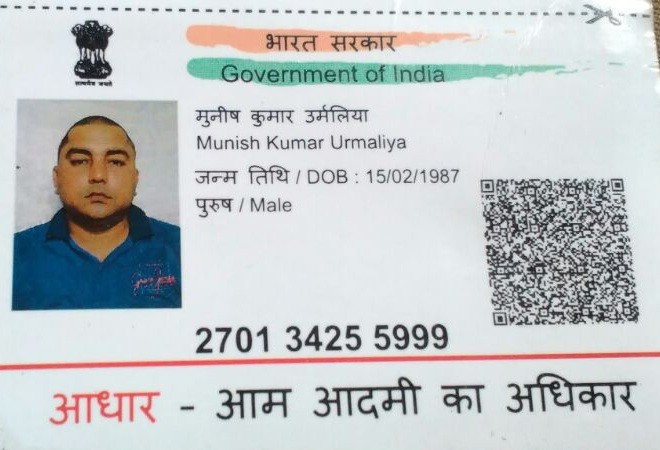 भारत सरकार
Government of India
सत्यमेव जयते
मुनीष कुमार उर्मलिया
Munish Kumar Urmaliya
जन्म तिथि / DOB : 15/02/1987
पुरुष / Male
2701 3425 5999
आधार - आम आदमी का अधिकार